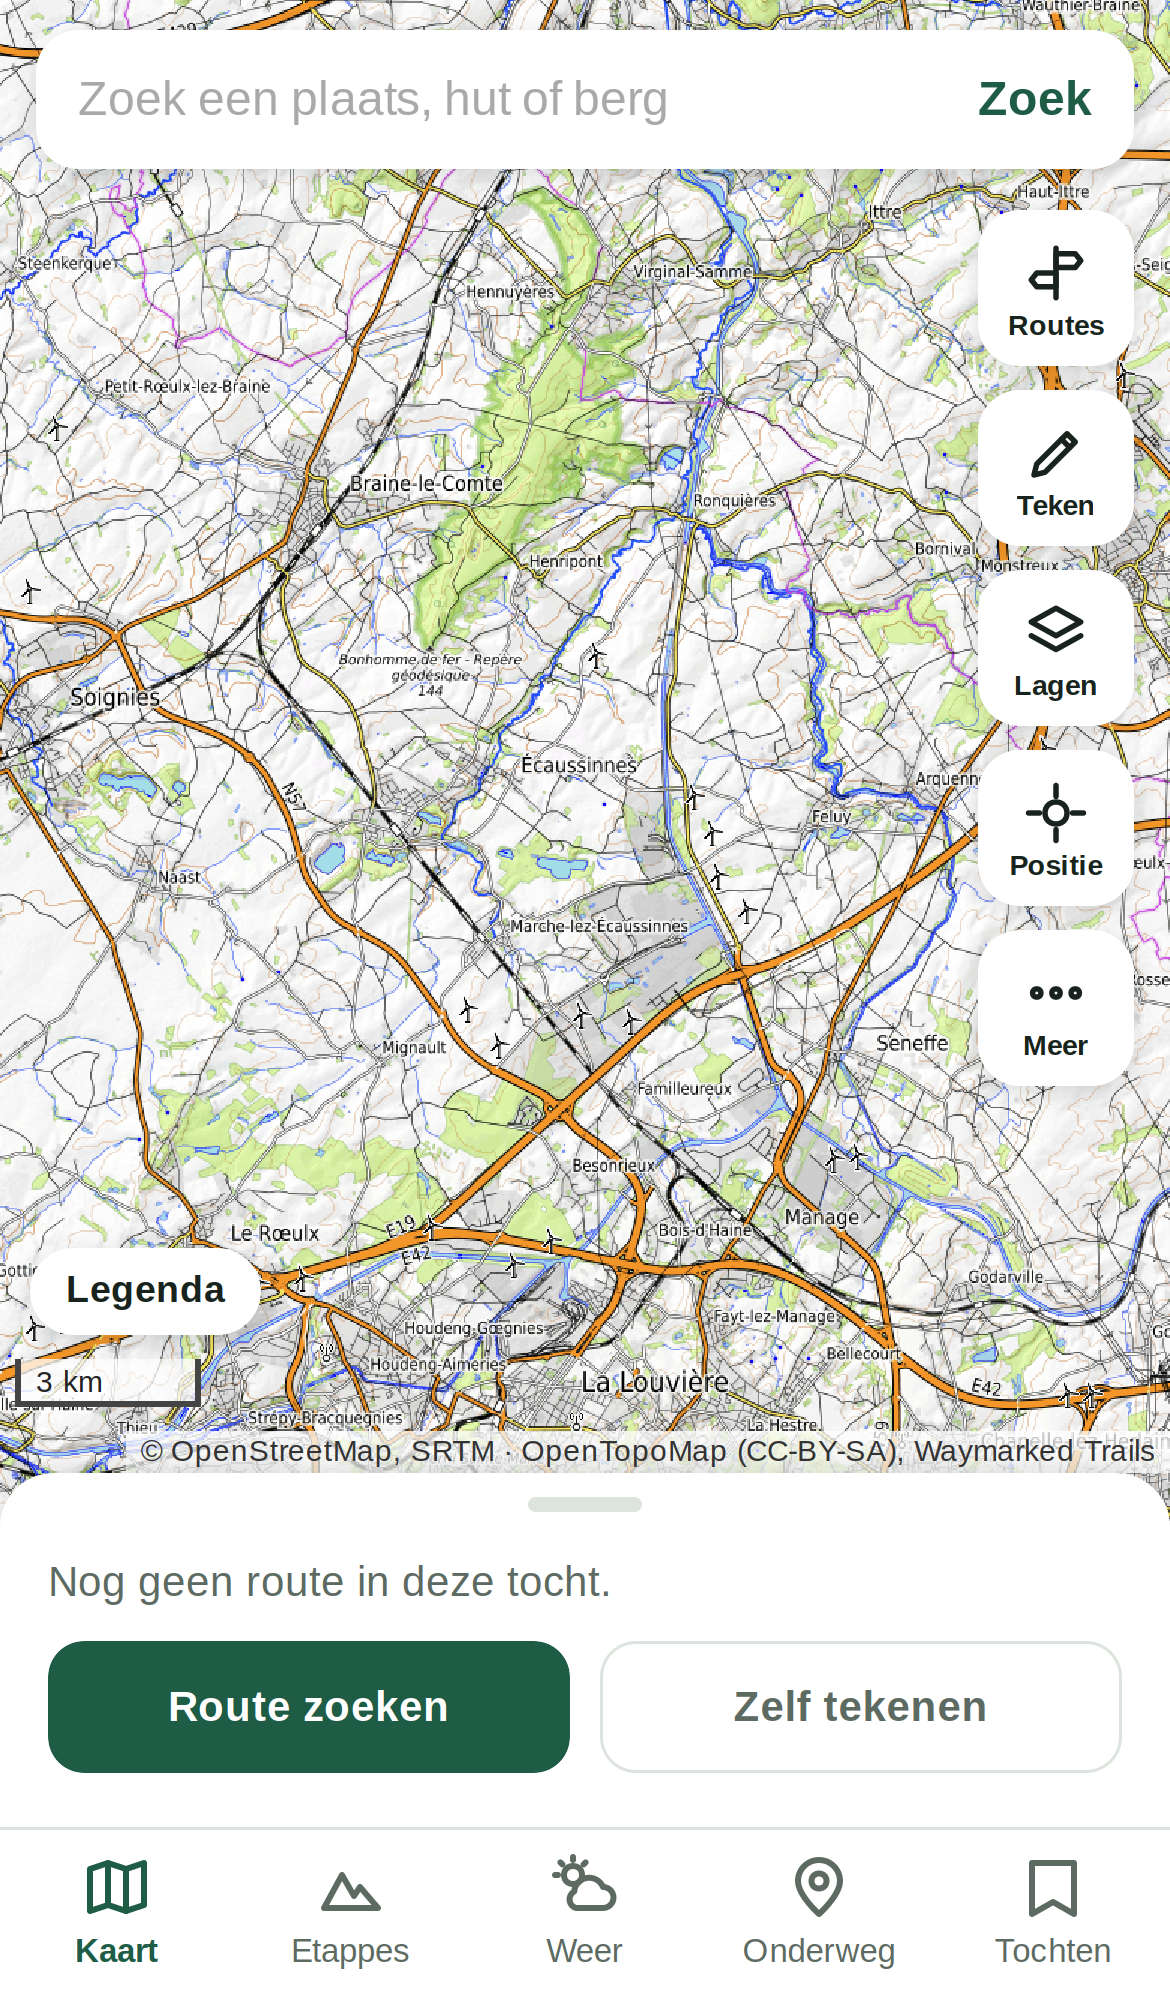 Wauthier-Braine
Zoek een plaats, hut of berg
Zoek
Haut-Ittre
Ittre
Steenkerque
Virginal-Samme
Hennuyères
Routes
Petit-Rœulx-lez-Braine
Teken
Braine-le-Comte
Ronquières
Bornival
Henripont
Monstreux
Bonhomme de fer - Repère
géodésique
144
Lagen
Soignies
Écaussinnes
Arquenn
N57
Feluy
Positie
Naast
Marche-lez-Écaussinnes
Meer
Mignault
Seneffe
Familleureux
Besonrieux
Manage
Le Rœulx
E19
Bois-d'Haine
E42
Godarville
Legenda
Fayt-lez-Manage
Houdeng-Gœgnies
Bellecourt
Houdeng-Aimeries
La Louvière
3 km
E42
Strépy-Bracquegnies
Thieu
La Hestre
© OpenStreetMap, SRTM · OpenTopoMap (CC-BY-SA), Waymarked Trails
Nog geen route in deze tocht.
Route zoeken
Zelf tekenen
Kaart
Etappes
Weer
Onderweg
Tochten